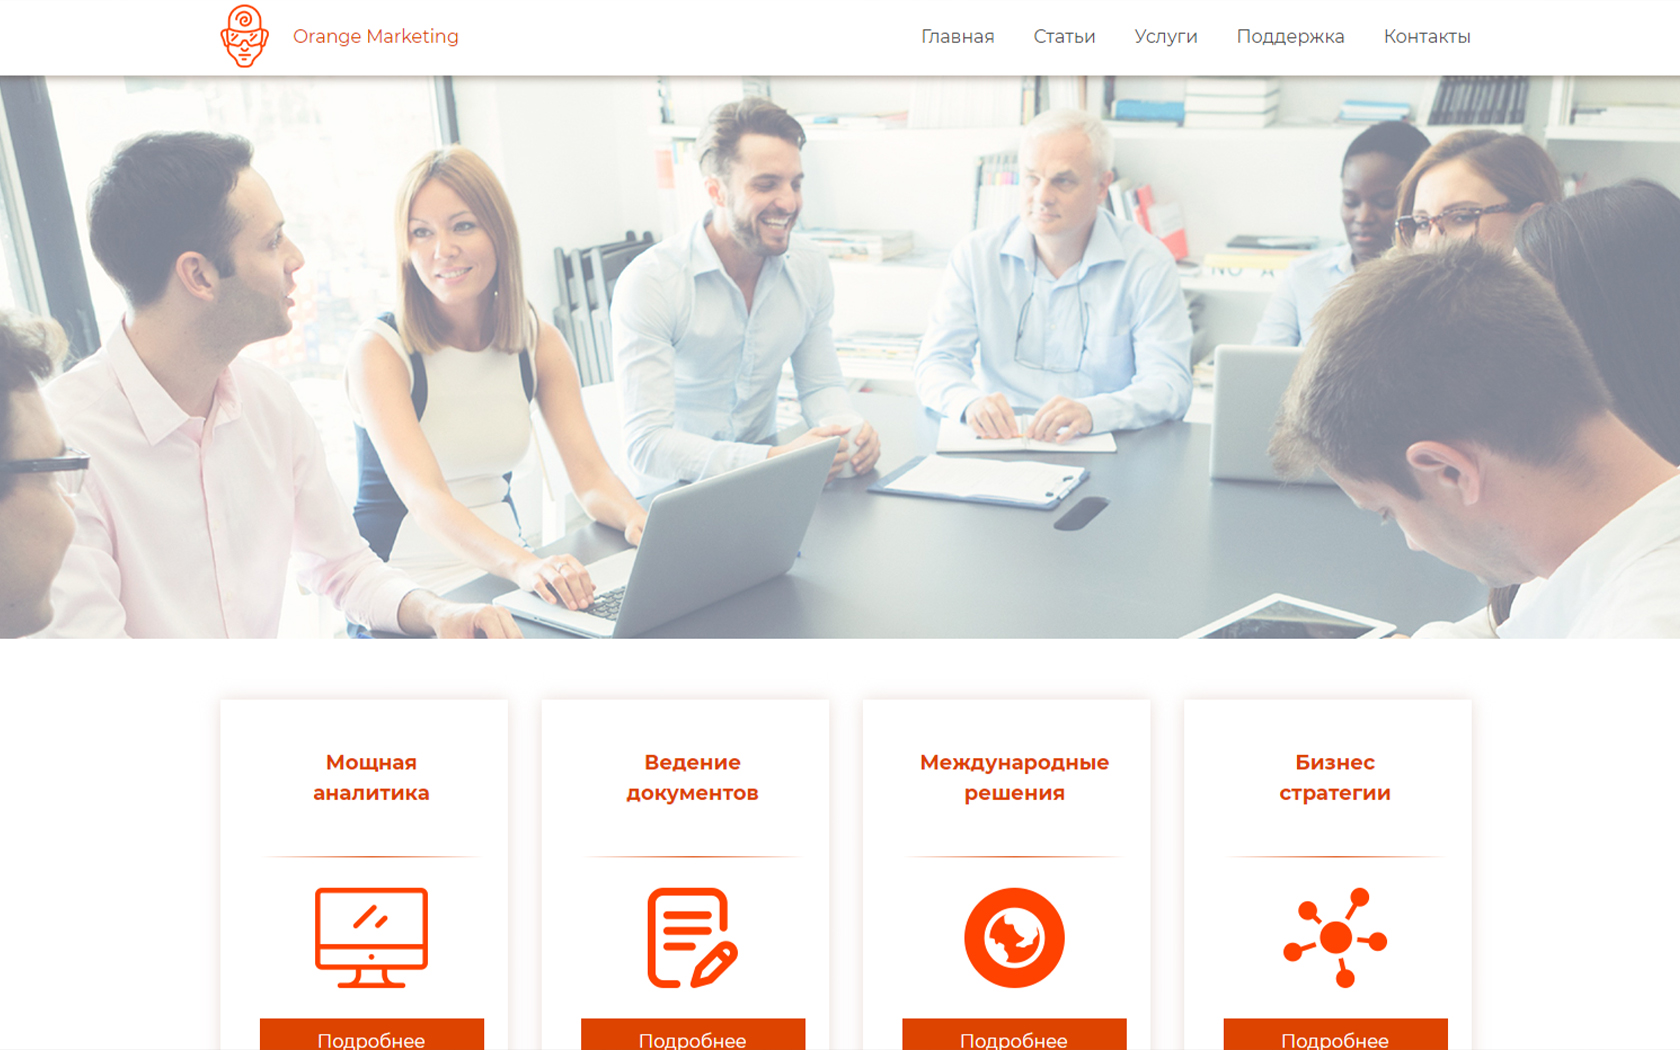 Orange Marketing
Главная Статьи Услуги Поддержка Контакты
Мощная
аналитика
Ведение
документов
Международные
решения
Бизнес
стратегии
Подробнее Подробнее Подробнее Подробнее